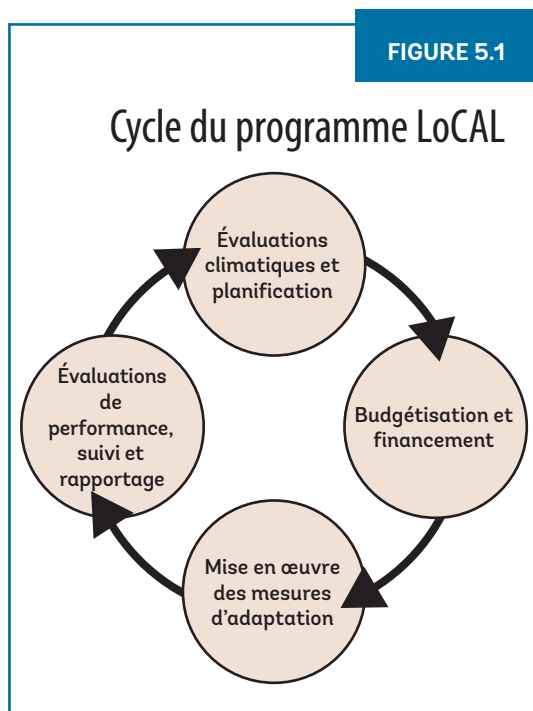 FIGURE 5.1
Cycle du programme LoCAL
Évaluations
climatiques et
planification
Budgétisation et
financement
Mise en œuvre
des mesures
d’adaptation
Évaluations
de
performance,
suivi et
rapportage